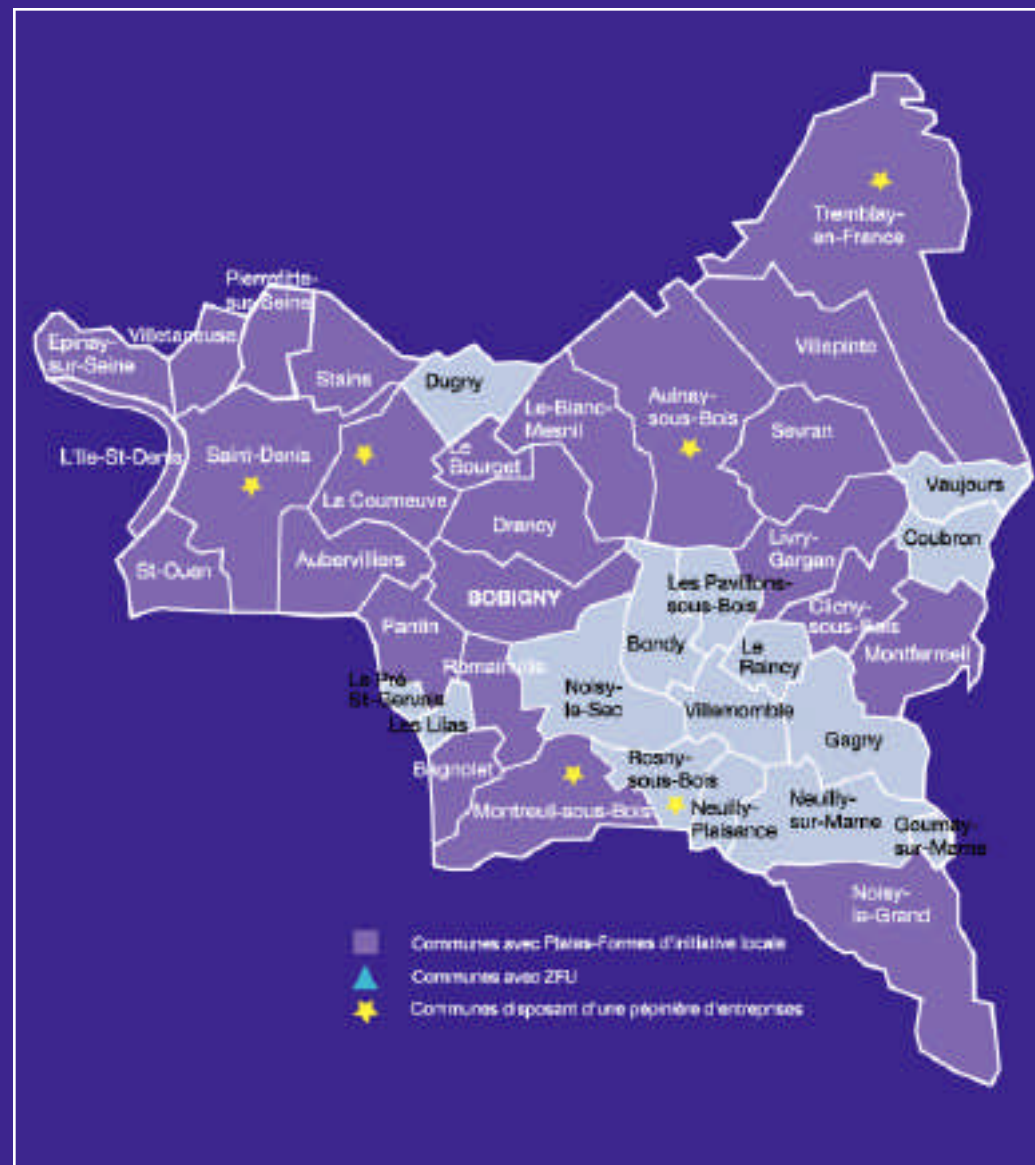 Tremblay-
en-France
Pierrefitte-
sur-Seine
Villetaneuse
Epinay-
sur-Seine
Villepinte
Stains
Dugny
Le-Blanc-
Mesnil
Aulnay-
sous-Bois
Sevran
L'Ile-St-Denis
Saint-Denis
Le
Bourget
La Courneuve
Vaujours
Drancy
Coubron
Livry-
Gargan
St-Ouen
Aubervilliers
BOBIGNY
Les Pavillons-
sous-Bois
Clichy-
sous-Bois
Pantin
Bondy
Le
Raincy
Montfermeil
Romainville
Le Pré
St-Gervais
Les Lilas
Noisy-
le-Sec
Villemomble
Gagny
Bagnolet
Rosny-
sous-Bois
Montreuil-sous-Bois
Neuilly-
Plaisance
Neuilly-
sur-Marne
Gournay-
sur-Marne
Noisy-
le-Grand
Communes avec Plates-Formes d'initiative locale
Communes avec ZFU
Communes disposant d'une pépinière d'entreprises